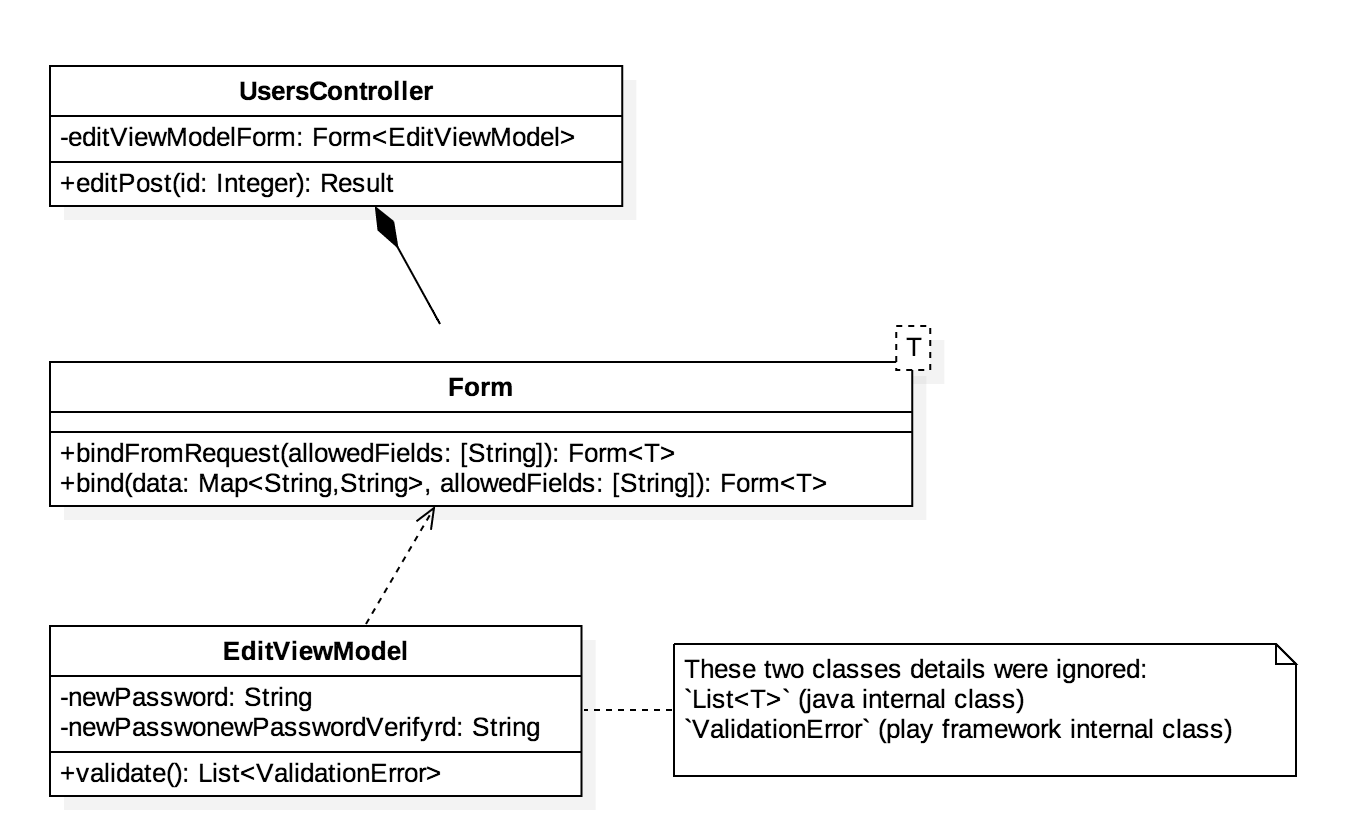 UsersController
-editViewModelForm: Form<EditViewModel>
+editPost(id: Integer): Result
T
Form
+bindFromRequest(allowedFields: [String]): Form<T>
+bind(data: Map<String,String>, allowedFields: [String]): Form<T>
EditViewModel
-newPassword: String
-newPasswonewPasswordVerifyrd: String
+validate(): List<ValidationError>
These two classes details were ignored:
`List<T>` (java internal class)
`ValidationError` (play framework internal class)